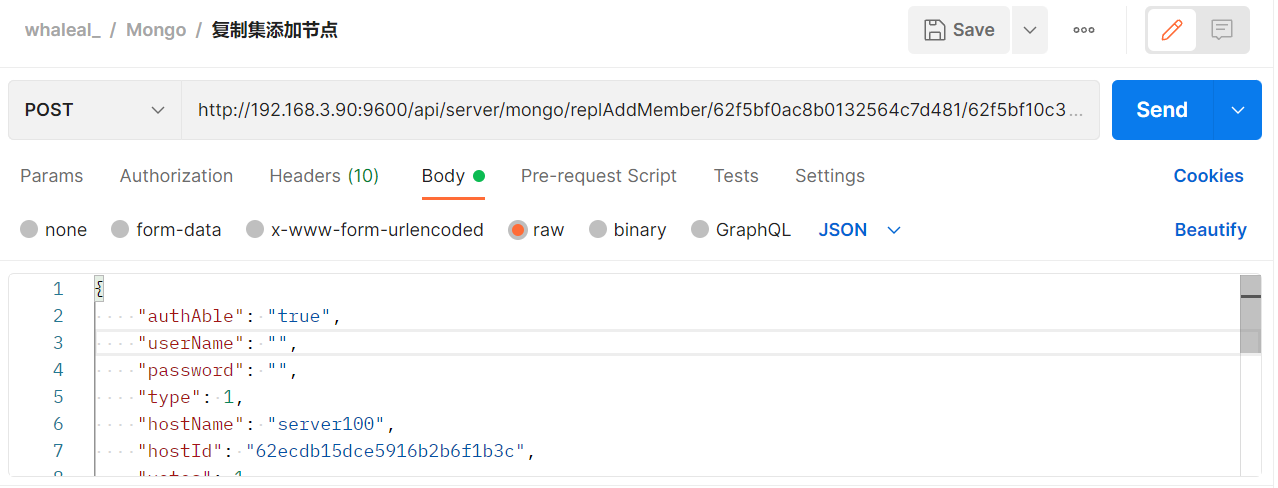 whaleal_ / Mongo / 复制集添加节点 Save
POST http://192.168.3.90:9600/api/server/mongo/replAddMember/62f5bf0ac8b0132564c7d481/62f5bf10c3... Send
Params Authorization Headers (10) Body Pre-request Script Tests Settings Cookies
none form-data x-www-form-urlencoded raw binary GraphQL JSON Beautify
1 {
2 "authAble": "true",
3 "userName": "",
4 "password": "",
5 "type": 1,
6 "hostName": "server100",
7 "hostId": "62ecdb15dce5916b2b6f1b3c",